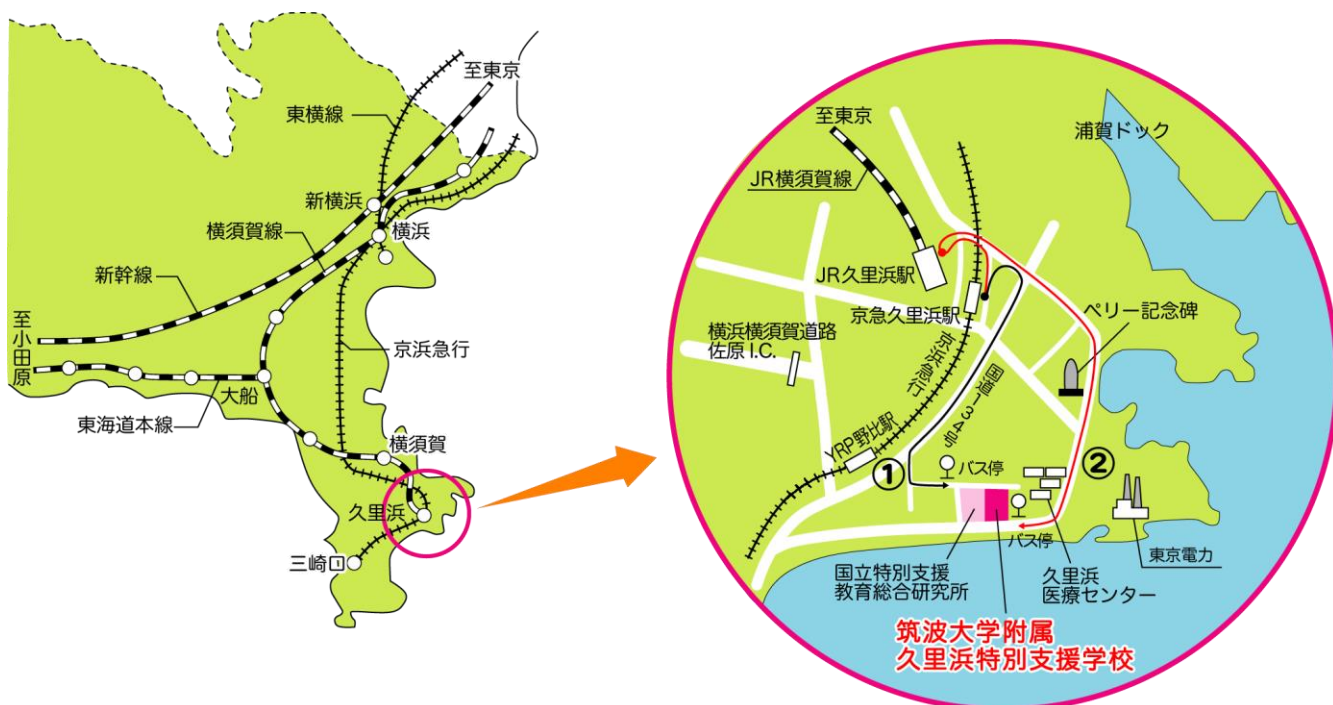 至東京
東横線
新横浜
横須賀線
横浜
新幹線
至小田原
京浜急行
大船
東海道本線
横須賀
久里浜
三崎口
至東京
浦賀ドック
JR横須賀線
JR久里浜駅
京急久里浜駅
ペリー記念碑
横浜横須賀道路
佐原I.C.
京浜急行
国道134号
YRP野比駅
①
バス停
②
バス停
東京電力
国立特別支援
教育総合研究所
久里浜
医療センター
筑波大学附属
久里浜特別支援学校